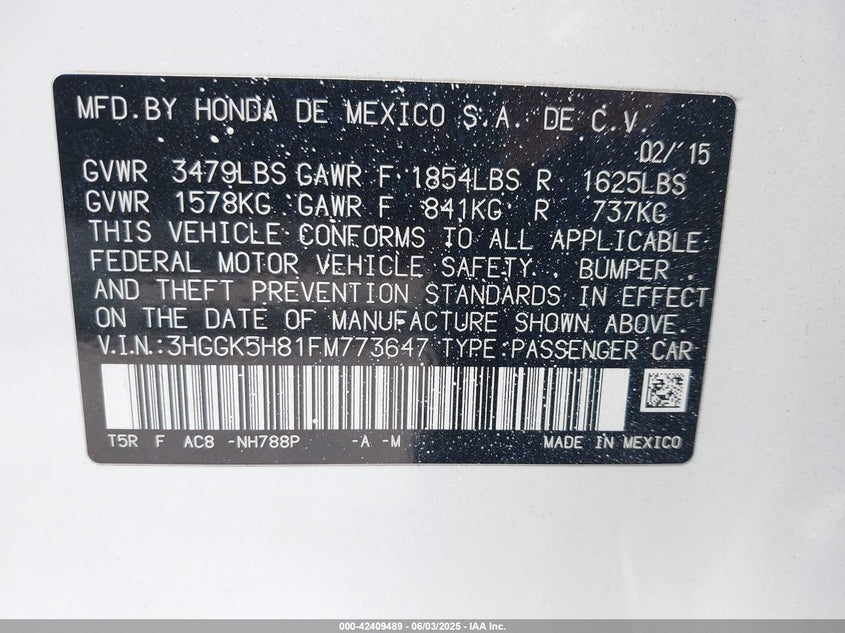 MFD.BY HONDA DE MEXICO S.A. DE C.V.
02/'15
GVWR 3479LBS GAWR F 1854LBS R 1625LBS
GVWR 1578KG GAWR F 841KG R 737KG
THIS VEHICLE CONFORMS TO ALL APPLICABLE
FEDERAL MOTOR VEHICLE SAFETY, BUMPER,
AND THEFT PREVENTION STANDARDS IN EFFECT
ON THE DATE OF MANUFACTURE SHOWN ABOVE.
V.I.N.:3HGGK5H81FM773647 TYPE:PASSENGER CAR
T5R F AC8 -NH788P -A -M MADE IN MEXICO
000-42409489 - 06/03/2025 - IAA Inc.